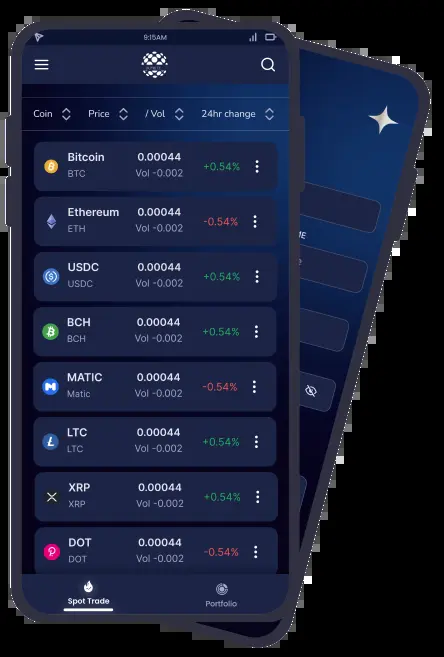 9:15AM
Coin Price / Vol 24hr change
Bitcoin 0.00044
BTC Vol -0.002 +0.54%
Ethereum 0.00044
ETH Vol -0.002 -0.54%
USDC 0.00044
USDC Vol -0.002 +0.54%
BCH 0.00044
BCH Vol -0.002 +0.54%
MATIC 0.00044
Matic Vol -0.002 -0.54%
LTC 0.00044
LTC Vol -0.002 +0.54%
XRP 0.00044
XRP Vol -0.002 +0.54%
DOT 0.00044
DOT Vol -0.002 -0.54%
Spot Trade Portfolio